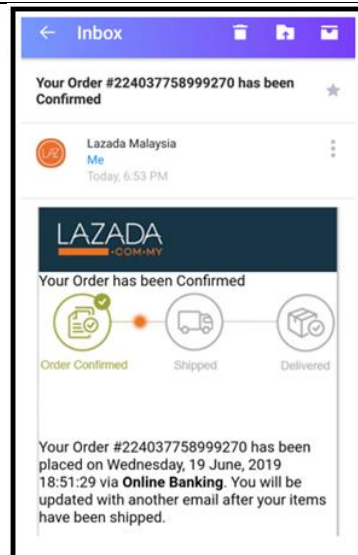 Inbox
Your Order #224037758999270 has been
Confirmed
Lazada Malaysia
Me
Today, 6.53 PM
LAZADA
.COM.MY
Your Order has been Confirmed
Order Confirmed
Shipped
Delivered
Your Order #224037758999270 has been
placed on Wednesday, 19 June, 2019
18:51:29 via Online Banking. You will be
updated with another email after your items
have been shipped.